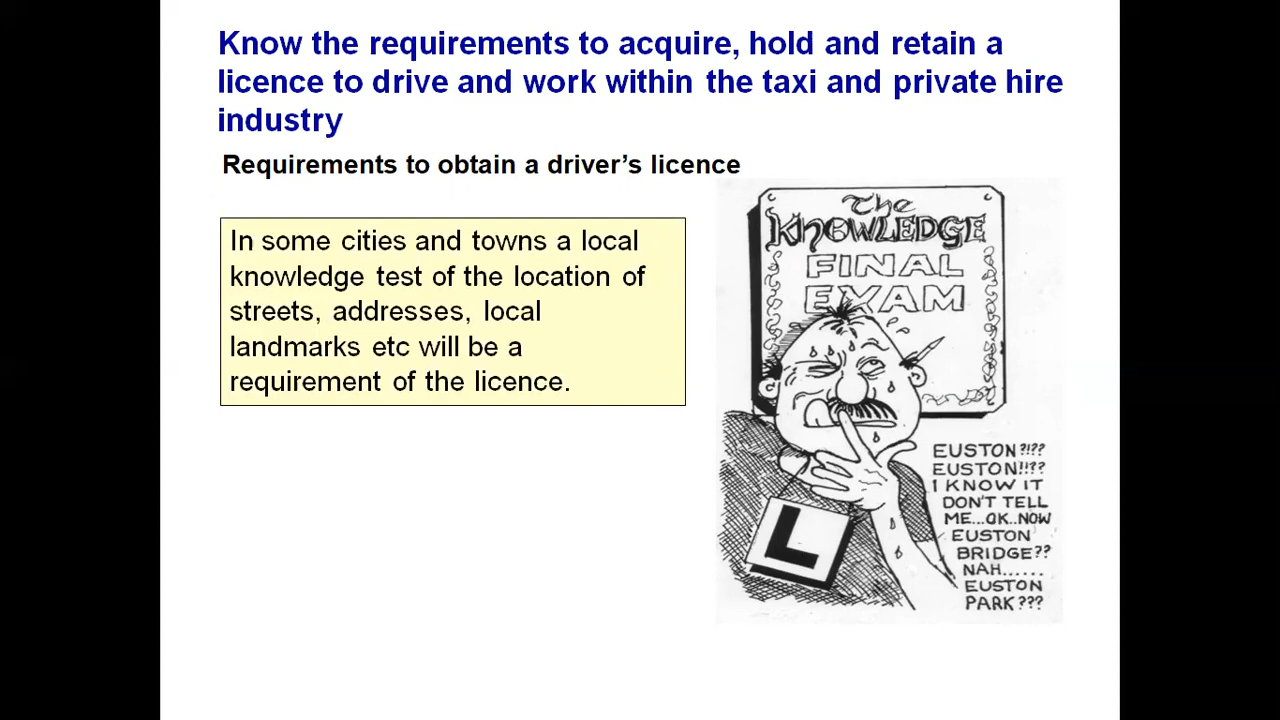 Know the requirements to acquire, hold and retain a
licence to drive and work within the taxi and private hire
industry
Requirements to obtain a driver’s licence
In some cities and towns a local
knowledge test of the location of
streets, addresses, local
landmarks etc will be a
requirement of the licence.
The
KNOWLEDGE
FINAL
EXAM
L
EUSTON?!??
EUSTON!!??
I KNOW IT
DON'T TELL
ME...OK..NOW
EUSTON
BRIDGE??
NAH......
EUSTON
PARK???